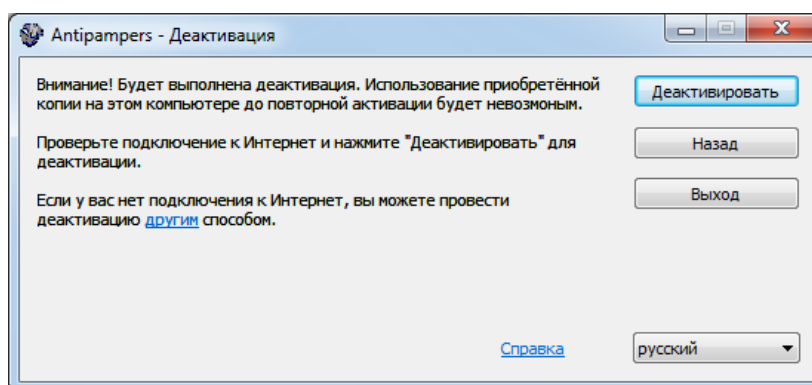 Antipampers - Деактивация
Внимание! Будет выполнена деактивация. Использование приобретённой
копии на этом компьютере до повторной активации будет невозмоным.
Деактивировать
Проверьте подключение к Интернет и нажмите "Деактивировать" для
деактивации.
Назад
Если у вас нет подключения к Интернет, вы можете провести
деактивацию другим способом.
Выход
Справка
русский